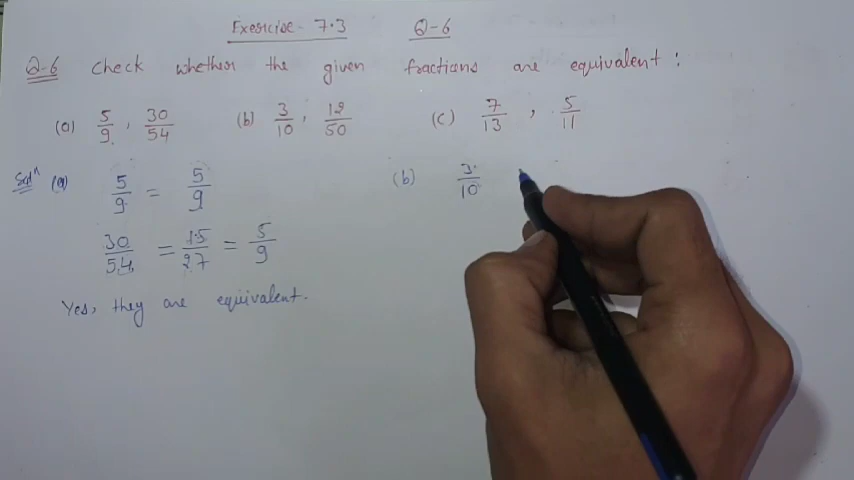 Exercise - 7.3 Q-6
Q-6 Check whether the given fractions are equivalent :
(a) 5/9 , 30/54 (b) 3/10 , 12/50 (c) 7/13 , 5/11
Solⁿ (a) 5/9 = 5/9
30/54 = 15/27 = 5/9
Yes, they are equivalent.
(b) 3/10